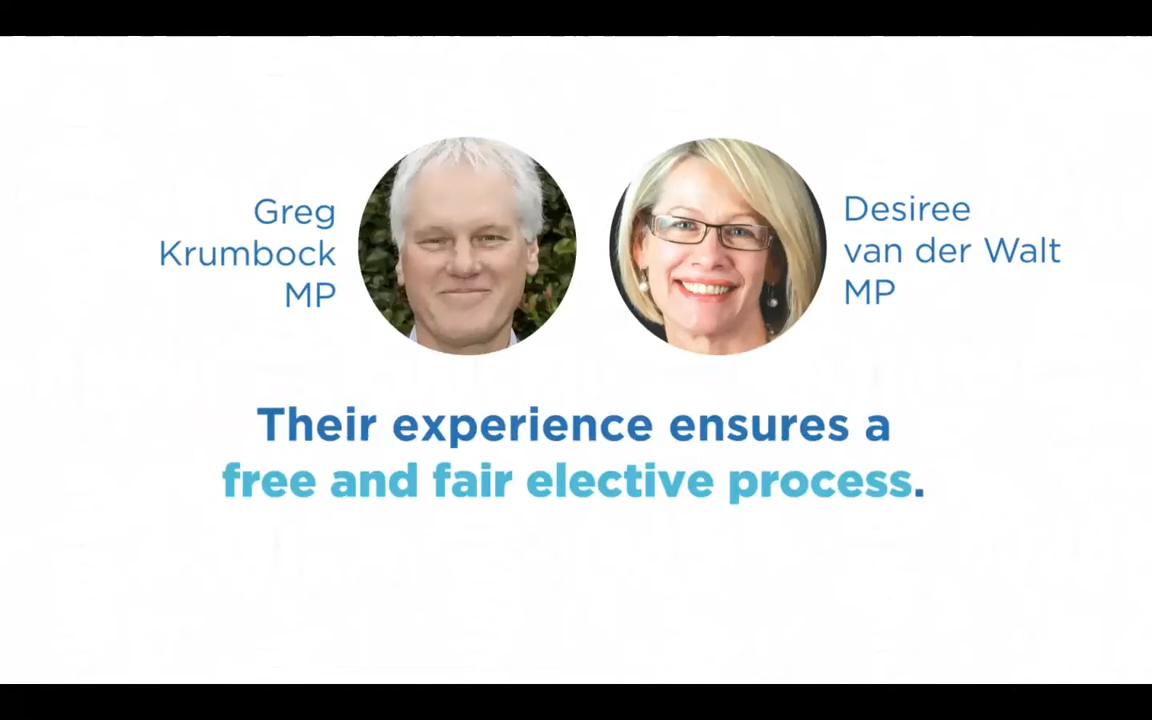 Greg
Krumbock
MP
Desiree
van der Walt
MP
Their experience ensures a
free and fair elective process.